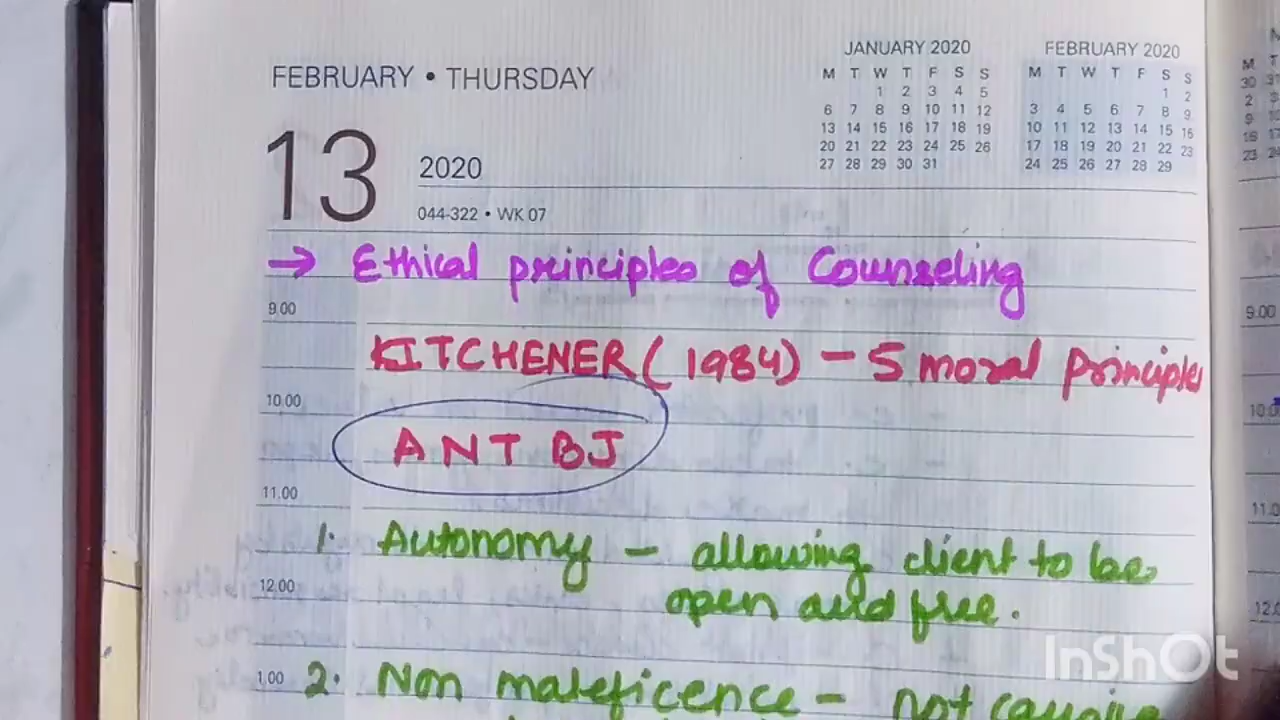 JANUARY 2020
M T W T F S S
1 2 3 4 5
6 7 8 9 10 11 12
13 14 15 16 17 18 19
20 21 22 23 24 25 26
27 28 29 30 31
FEBRUARY 2020
M T W T F S S
1 2
3 4 5 6 7 8 9
10 11 12 13 14 15 16
17 18 19 20 21 22 23
24 25 26 27 28 29
FEBRUARY • THURSDAY
13
2020
044-322 • WK 07
→ Ethical principles of Counseling
9.00
KITCHENER (1984) – 5 moral principles
10.00
ANT BJ
11.00
1. Autonomy – allowing client to be
12.00
open and free.
1.00
2. Non maleficence – not causing
InShOt
9.00